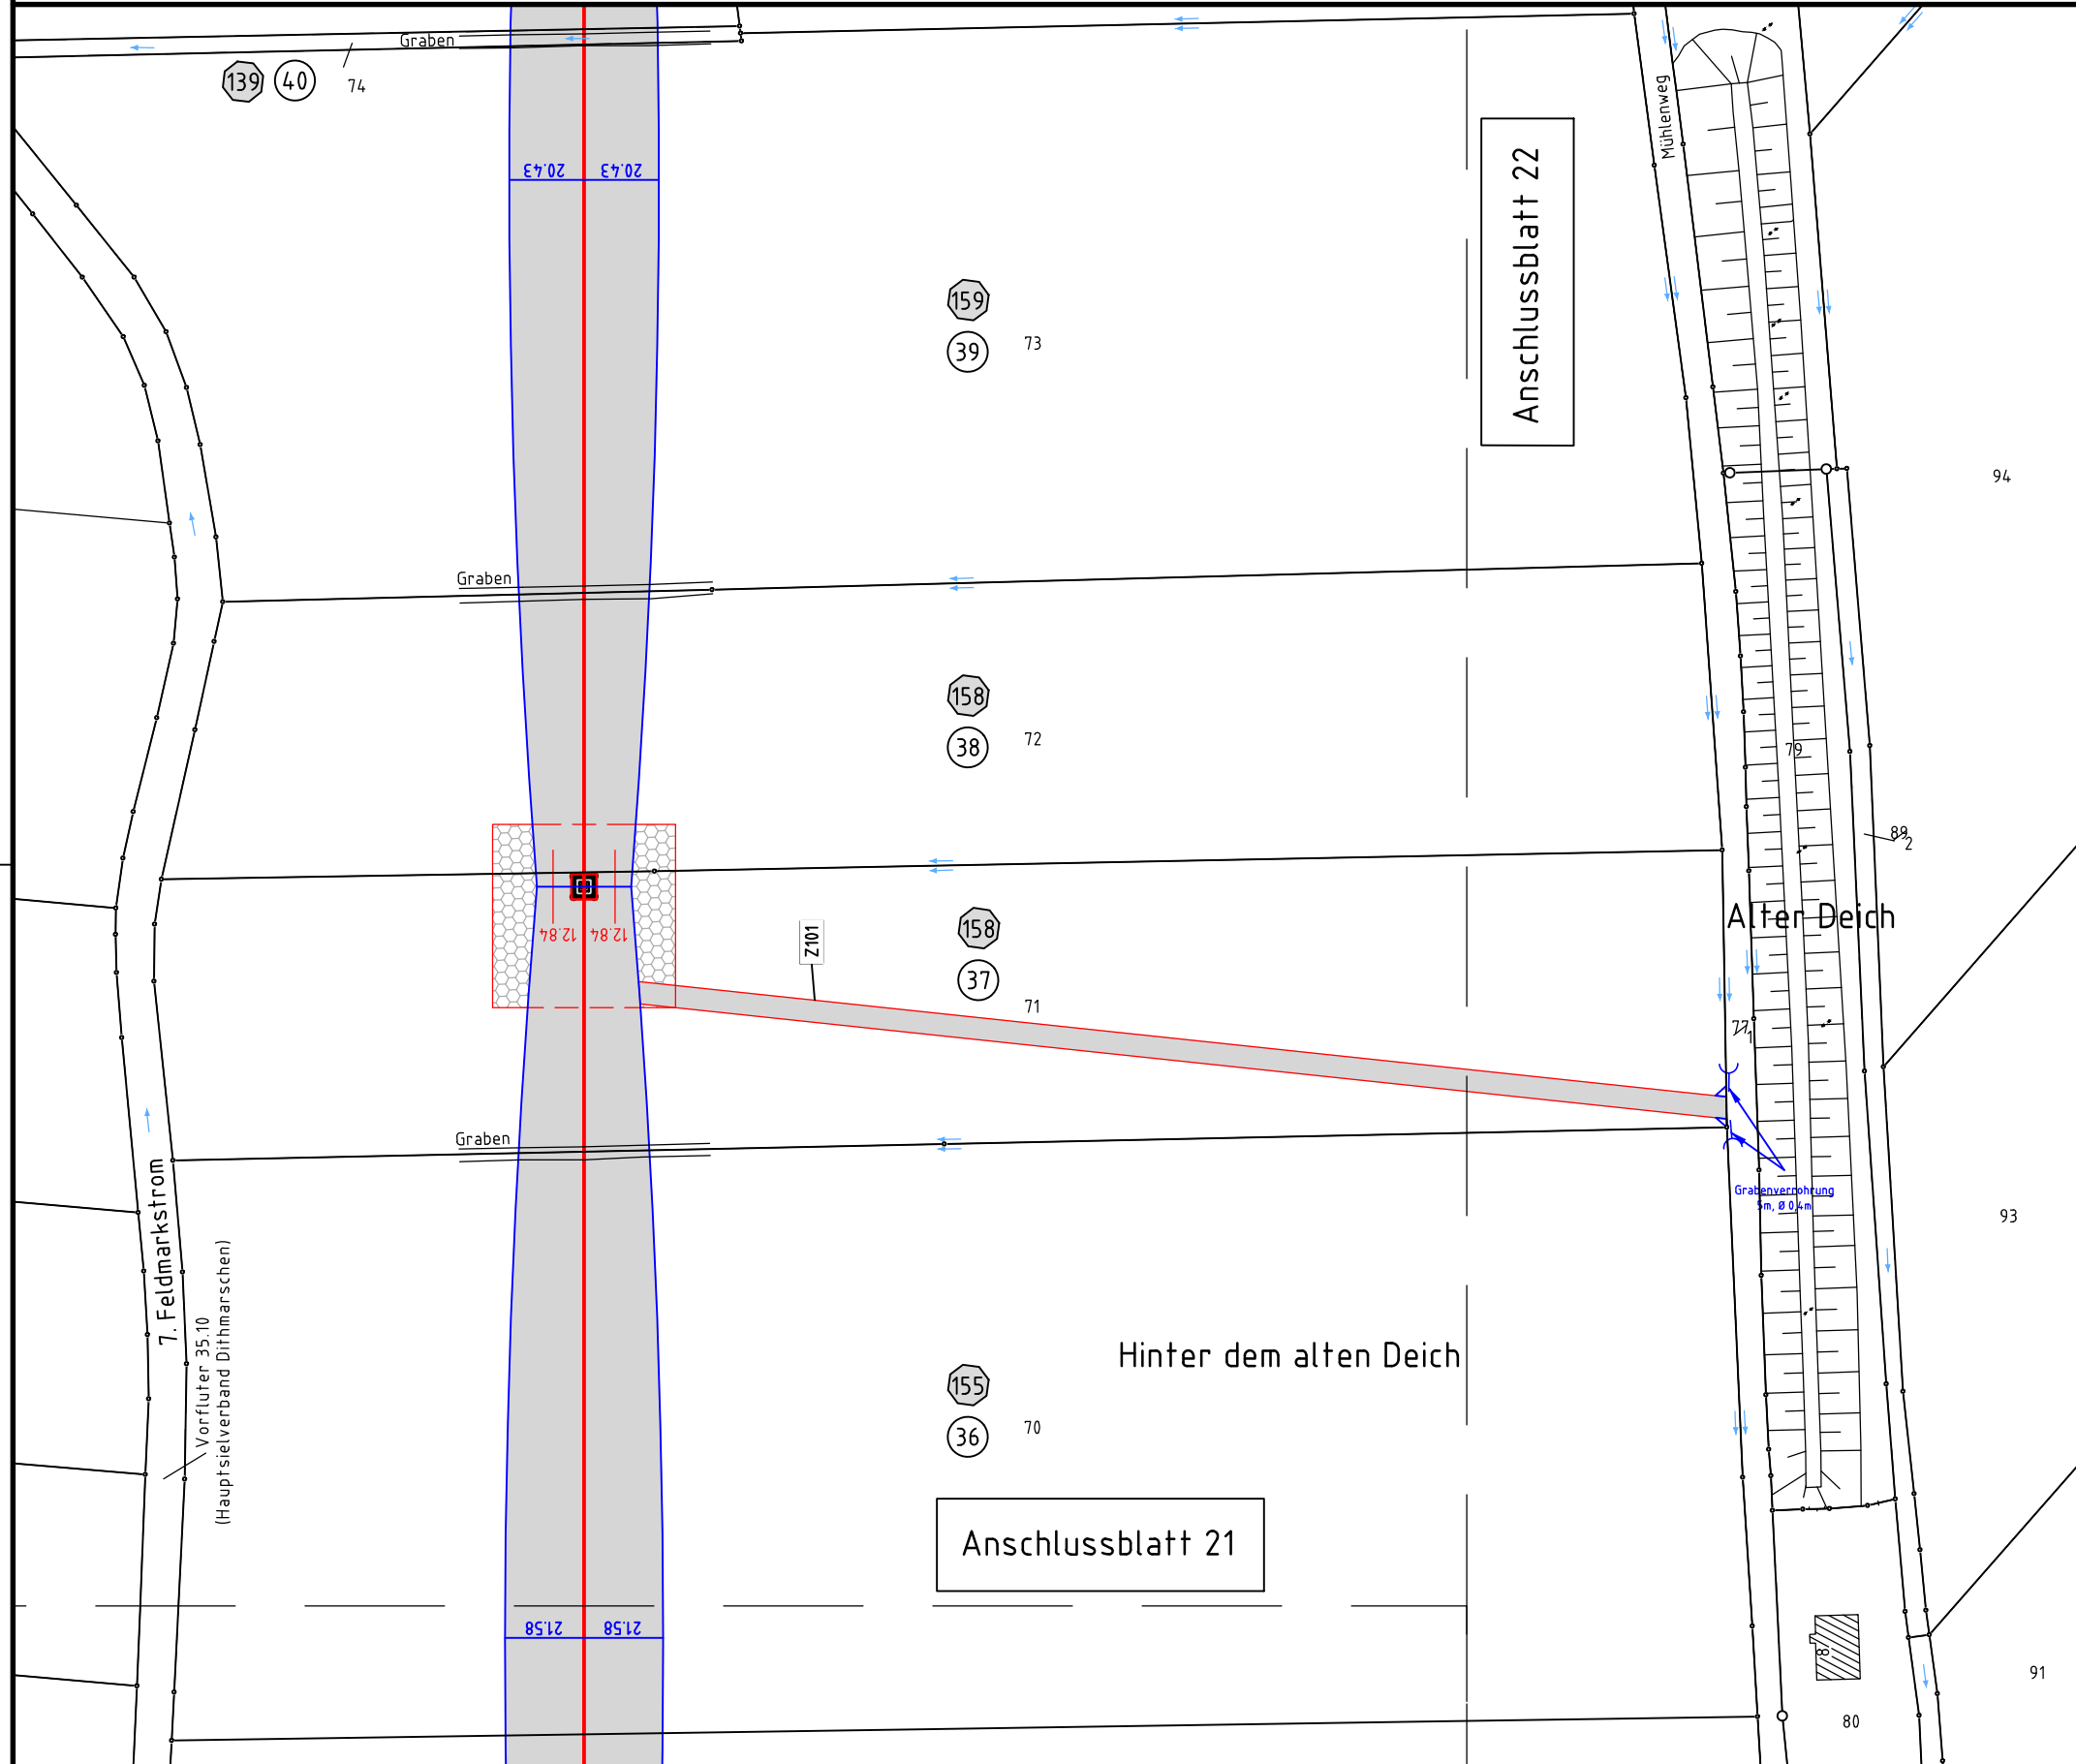 Graben
139
40
74
Mühlenweg
20.43
20.43
Anschlussblatt 22
159
39
73
94
Graben
158
38
72
79
89
2
Alter Deich
12.84
12.84
Z101
158
37
71
77
1
Graben
Grabenverrohrung
5m, Ø 0,4m
93
7. Feldmarkstrom
Vorfluter 35.10
(Hauptsielverband Dithmarschen)
Hinter dem alten Deich
155
36
70
Anschlussblatt 21
21.58
21.58
8
91
80